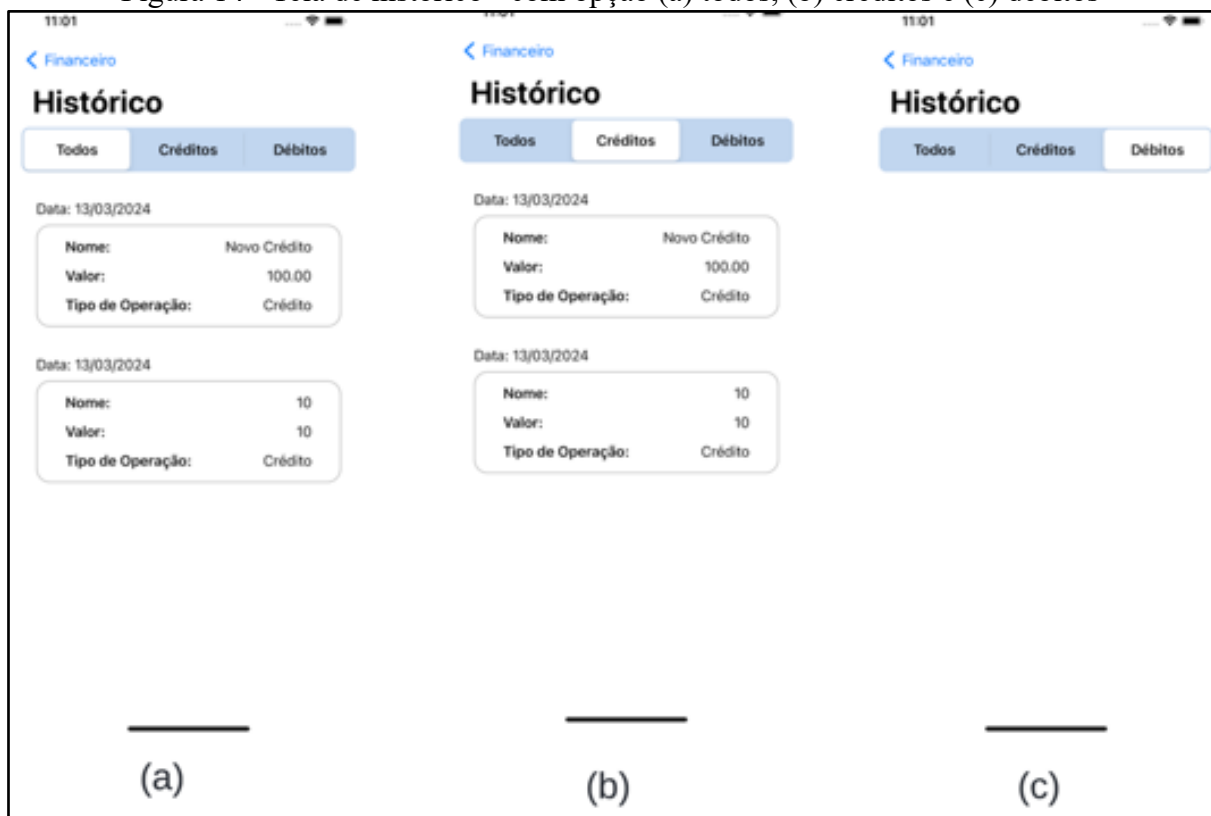 11:01
Financeiro
Histórico
Todos Créditos Débitos
Data: 13/03/2024
Nome: Novo Crédito
Valor: 100.00
Tipo de Operação: Crédito
Data: 13/03/2024
Nome: 10
Valor: 10
Tipo de Operação: Crédito
(a)
Financeiro
Histórico
Todos Créditos Débitos
Data: 13/03/2024
Nome: Novo Crédito
Valor: 100.00
Tipo de Operação: Crédito
Data: 13/03/2024
Nome: 10
Valor: 10
Tipo de Operação: Crédito
(b)
11:01
Financeiro
Histórico
Todos Créditos Débitos
(c)